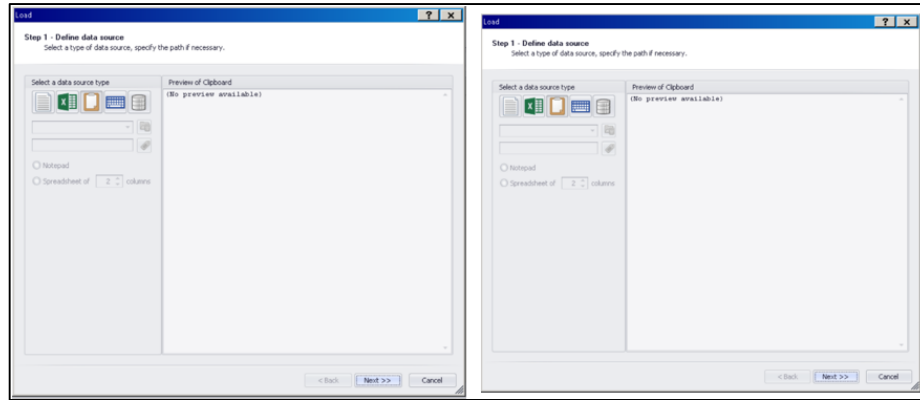 Load
Step 1 - Define data source
Select a type of data source, specify the path if necessary.
Select a data source type
Preview of Clipboard
(No preview available)
Notepad
Spreadsheet of 2 columns
< Back Next >> Cancel
Load
Step 1 - Define data source
Select a type of data source, specify the path if necessary.
Select a data source type
Preview of Clipboard
(No preview available)
Notepad
Spreadsheet of 2 columns
< Back Next >> Cancel